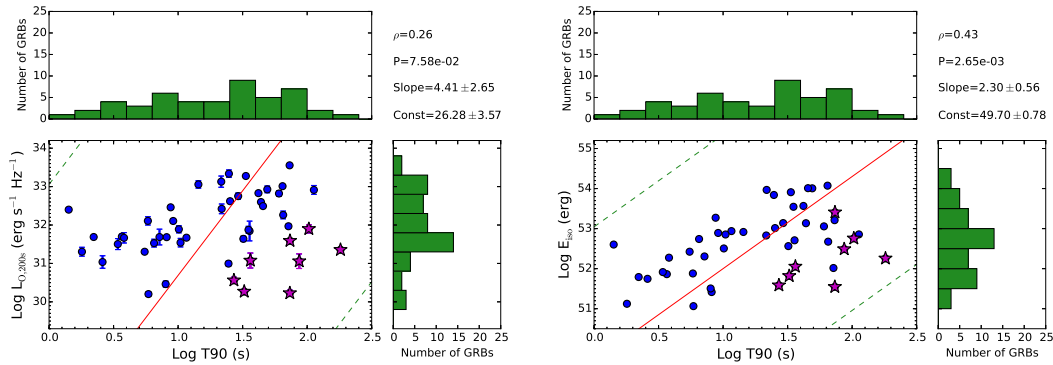 25
20
15
10
5
0
Number of GRBs
ρ=0.26
P=7.58e-02
Slope=4.41±2.65
Const=26.28±3.57
34
33
32
31
30
Log L_O,200s (erg s⁻¹ Hz⁻¹)
0.0 0.5 1.0 1.5 2.0 2.5
Log T90 (s)
0 5 10 15 20 25
Number of GRBs
25
20
15
10
5
0
Number of GRBs
ρ=0.43
P=2.65e-03
Slope=2.30±0.56
Const=49.70±0.78
55
54
53
52
51
Log E_iso (erg)
0.0 0.5 1.0 1.5 2.0 2.5
Log T90 (s)
0 5 10 15 20 25
Number of GRBs